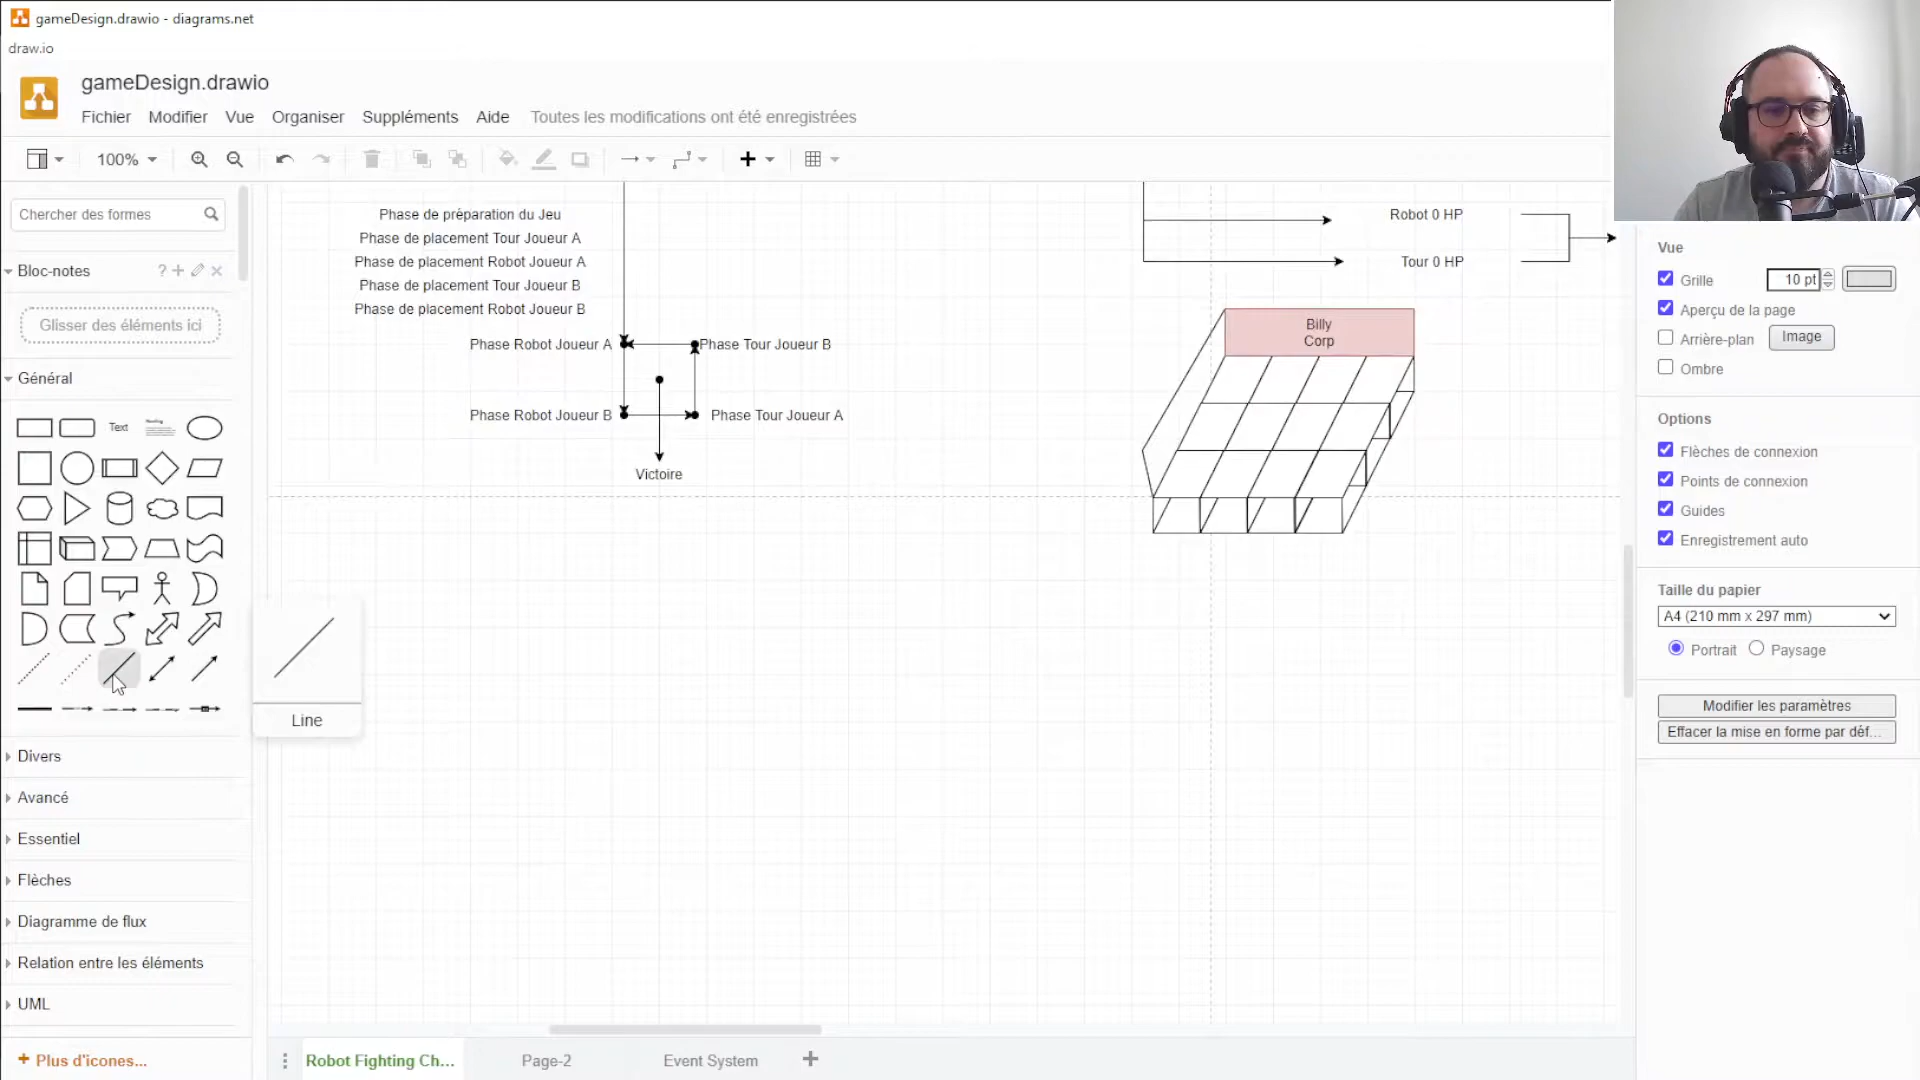 gameDesign.drawio - diagrams.net
draw.io
gameDesign.drawio
Fichier Modifier Vue Organiser Suppléments Aide Toutes les modifications ont été enregistrées
100%
Chercher des formes
Bloc-notes
?
Glisser des éléments ici
Général
Text
Heading
Line
Divers
Avancé
Essentiel
Flèches
Diagramme de flux
Relation entre les éléments
UML
Plus d'icones...
Phase de préparation du Jeu
Phase de placement Tour Joueur A
Phase de placement Robot Joueur A
Phase de placement Tour Joueur B
Phase de placement Robot Joueur B
Phase Robot Joueur A
Phase Tour Joueur B
Phase Robot Joueur B
Phase Tour Joueur A
Victoire
Robot 0 HP
Tour 0 HP
Billy
Corp
Vue
Grille
10 pt
Aperçu de la page
Arrière-plan
Image
Ombre
Options
Flèches de connexion
Points de connexion
Guides
Enregistrement auto
Taille du papier
A4 (210 mm x 297 mm)
Portrait Paysage
Modifier les paramètres
Effacer la mise en forme par déf...
Robot Fighting Ch...
Page-2
Event System